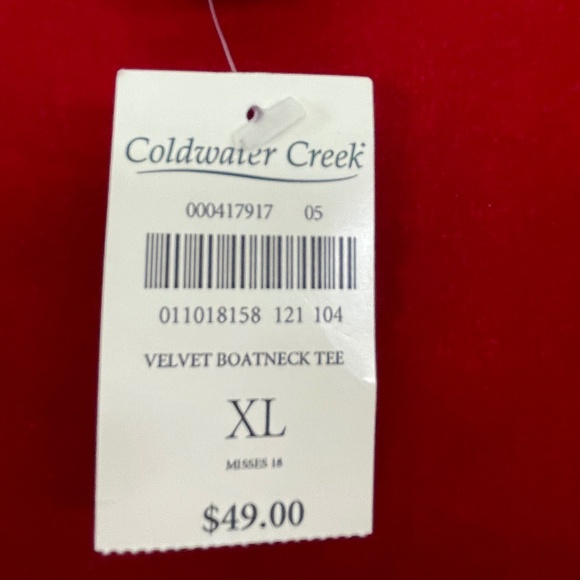 Coldwater Creek
000417917 05
011018158 121 104
VELVET BOATNECK TEE
XL
MISSES 18
$49.00